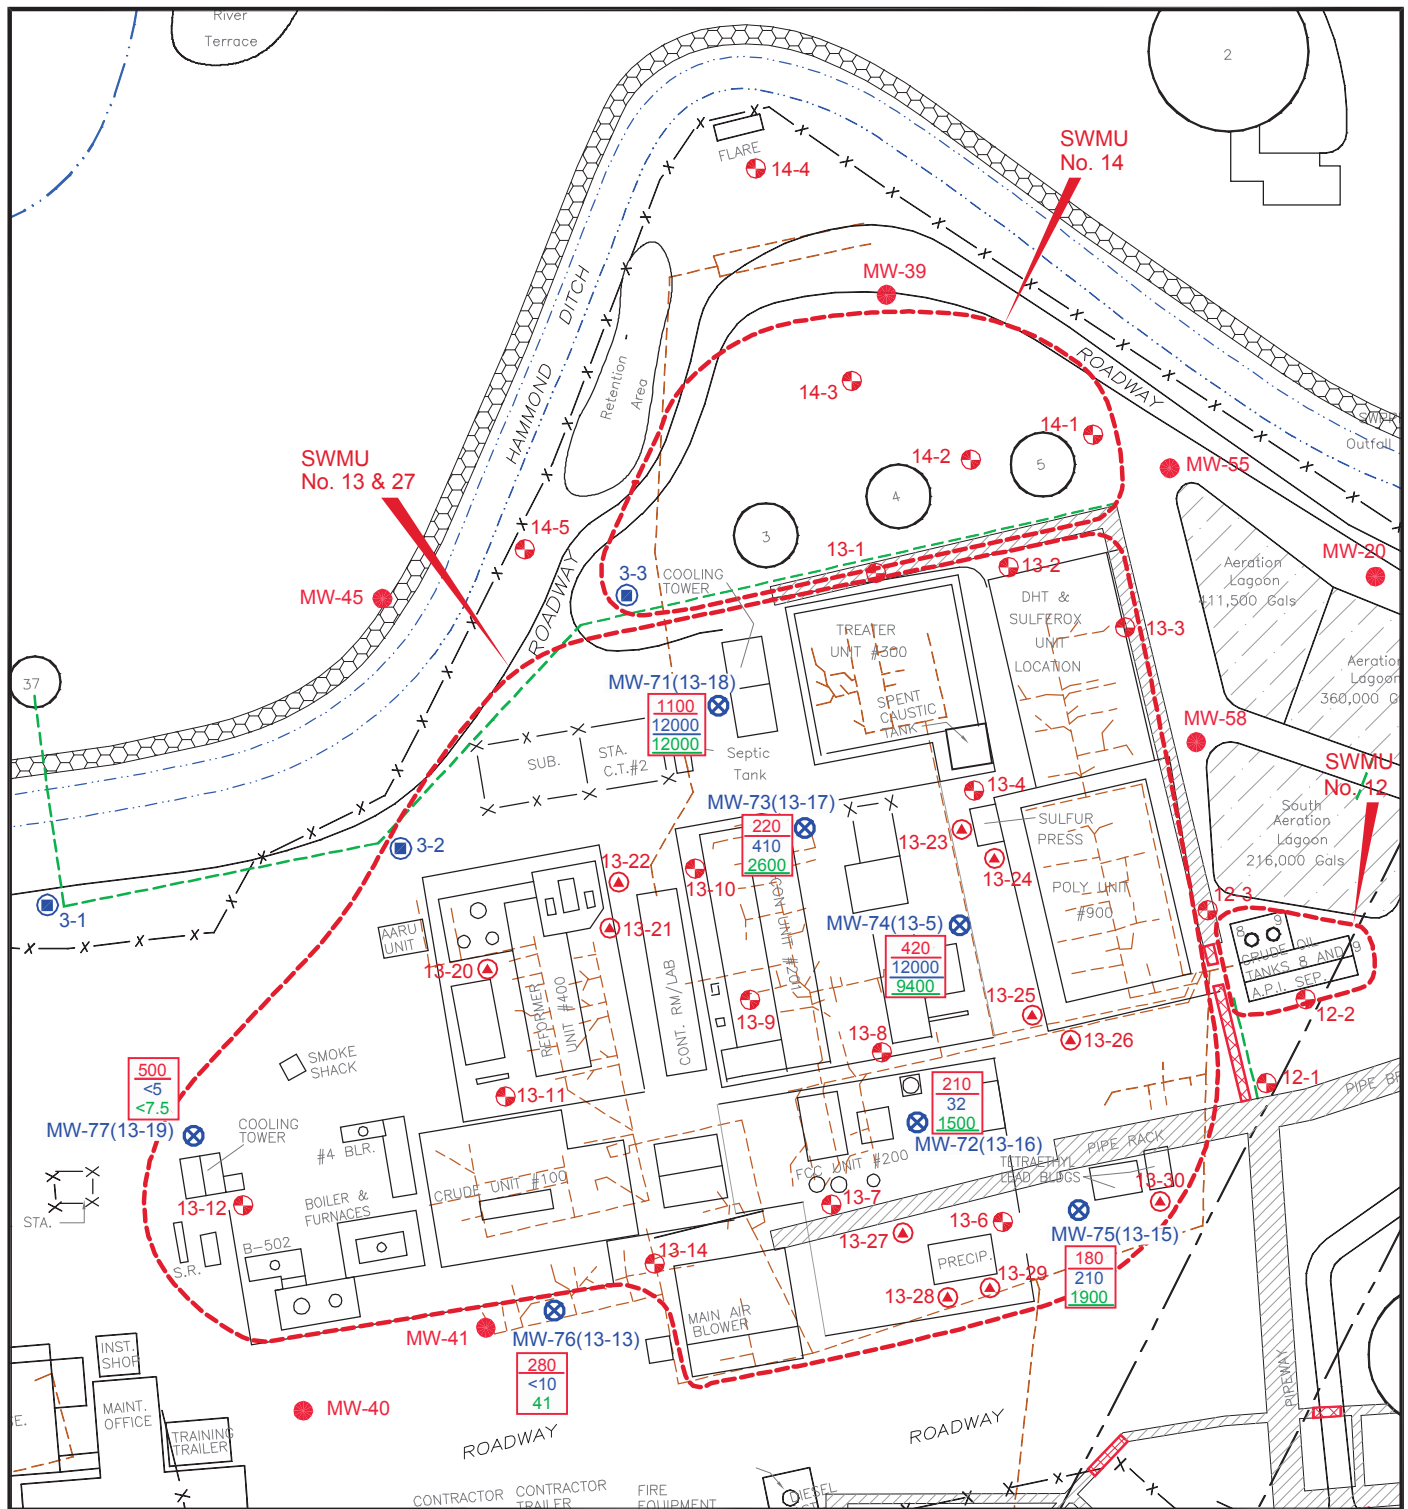 River
Terrace
2
SWMU
No. 14
FLARE
14-4
HAMMOND DITCH
Retention
Area
MW-39
ROADWAY
14-3
14-1
14-2
5
4
3
MW-55
Outfall
SWMU
No. 13 & 27
14-5
ROADWAY
MW-45
MW-20
3-3
COOLING
TOWER
13-1
13-2
13-3
Aeration
Lagoon
411,500 Gals
DHT &
SULFEROX
UNIT
LOCATION
TREATER
UNIT #300
SPENT
CAUSTIC
TANK
37
Lagoon
360,000
MW-71(13-18)
1100
12000
12000
MW-58
SUB.
STA.
C.T.#2
Septic
Tank
SWMU
No. 12
13-4
MW-73(13-17)
220
410
2600
SULFUR
PRESS
South
Aeration
Lagoon
216,000 Gals
13-23
13-24
3-2
13-22
13-10
POLY UNIT
#900
12-3
3-1
AARU
UNIT
13-21
MW-74(13-5)
420
12000
9400
8
9
CRUDE OIL
TANKS 8 AND 9
A.P.I. SEP.
13-20
REFORMER
UNIT #400
CONT. RM/LAB
13-9
13-25
12-2
13-8
13-26
SMOKE
SHACK
500
<5
<7.5
13-11
12-1
MW-77(13-19)
210
32
1500
COOLING
TOWER
#4 BLR.
MW-72(13-16)
PIPE RACK
CRUDE UNIT #100
FCC UNIT #200
TETRAETHYL
LEAD BLDGS
13-30
STA.
13-12
BOILER &
FURNACES
13-7
13-6
MW-75(13-15)
B-502
13-27
S.R.
13-14
PRECIP.
180
210
1900
13-29
13-28
MAIN AIR
BLOWER
MW-41
MW-76(13-13)
INST.
SHOP
280
<10
41
PIPEWAY
MAINT.
OFFICE
MW-40
TRAINING
TRAILER
ROADWAY
ROADWAY
CONTRACTOR
CONTRACTOR
TRAILER
FIRE
EQUIPMENT
DIESEL